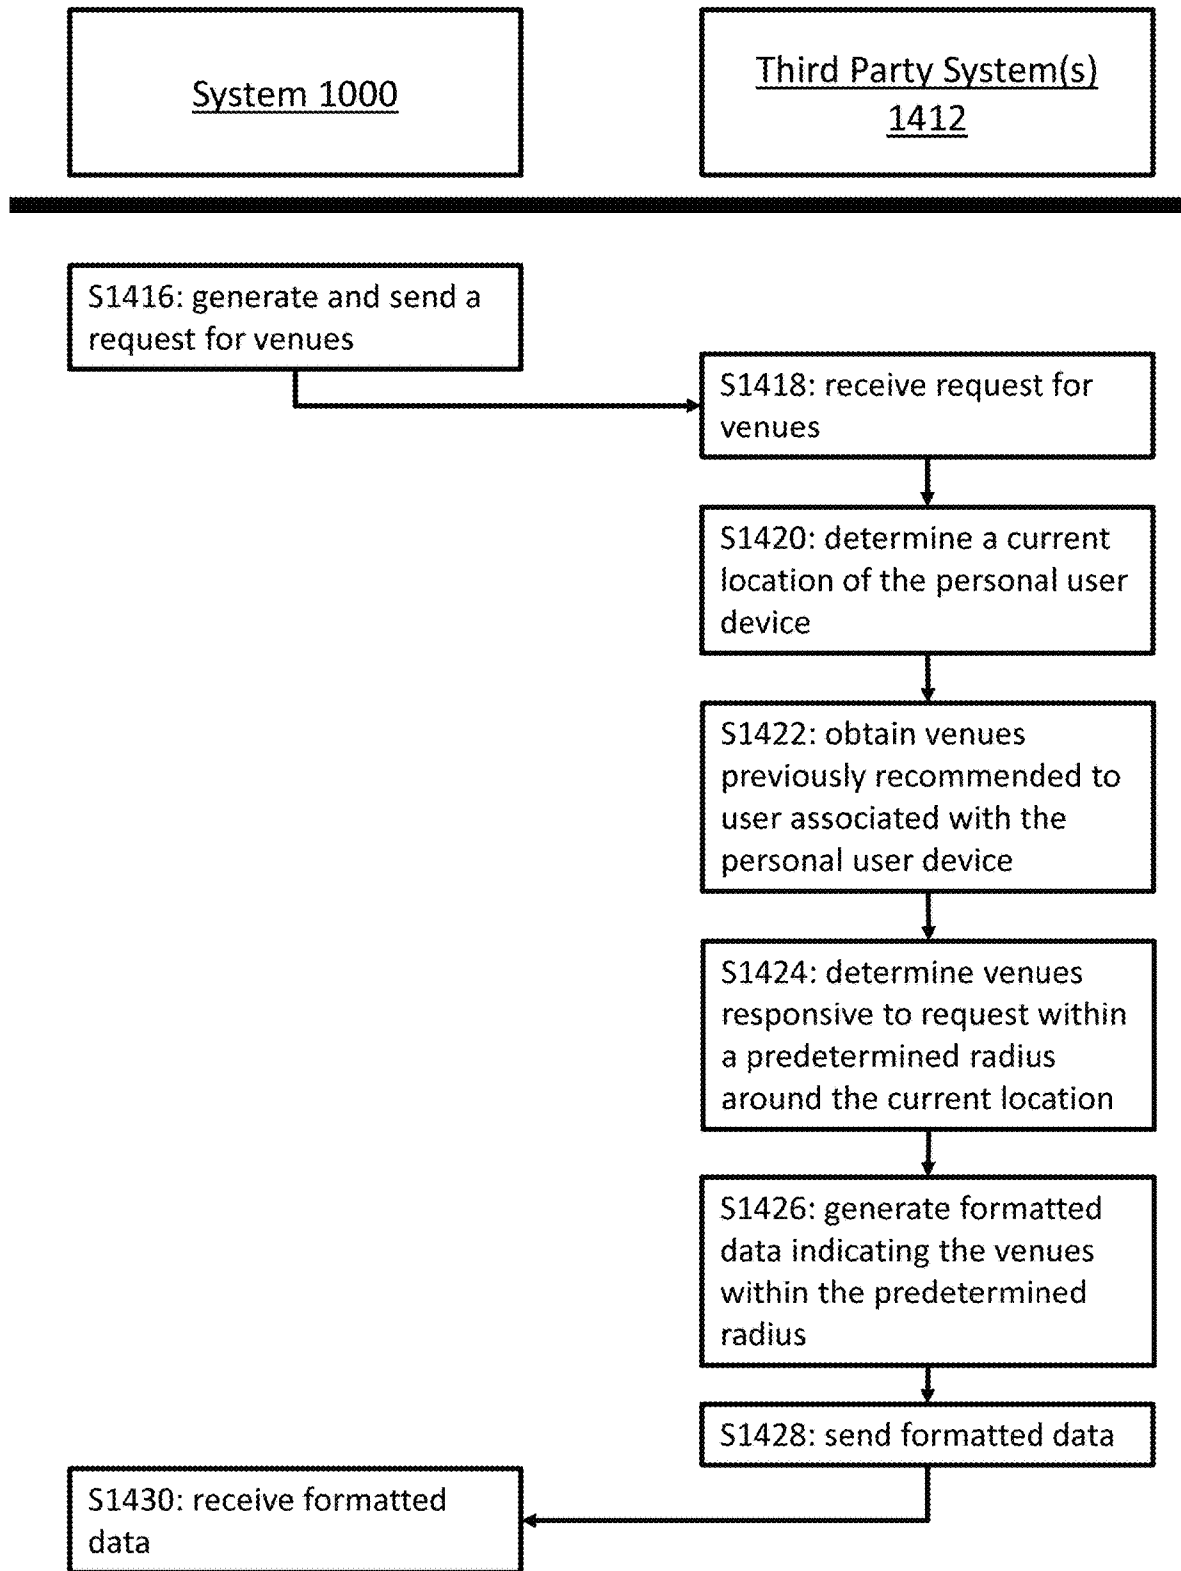 System 1000
Third Party System(s)
1412
S1416: generate and send a
request for venues
S1418: receive request for
venues
S1420: determine a current
location of the personal user
device
S1422: obtain venues
previously recommended to
user associated with the
personal user device
S1424: determine venues
responsive to request within
a predetermined radius
around the current location
S1426: generate formatted
data indicating the venues
within the predetermined
radius
S1428: send formatted data
S1430: receive formatted
data